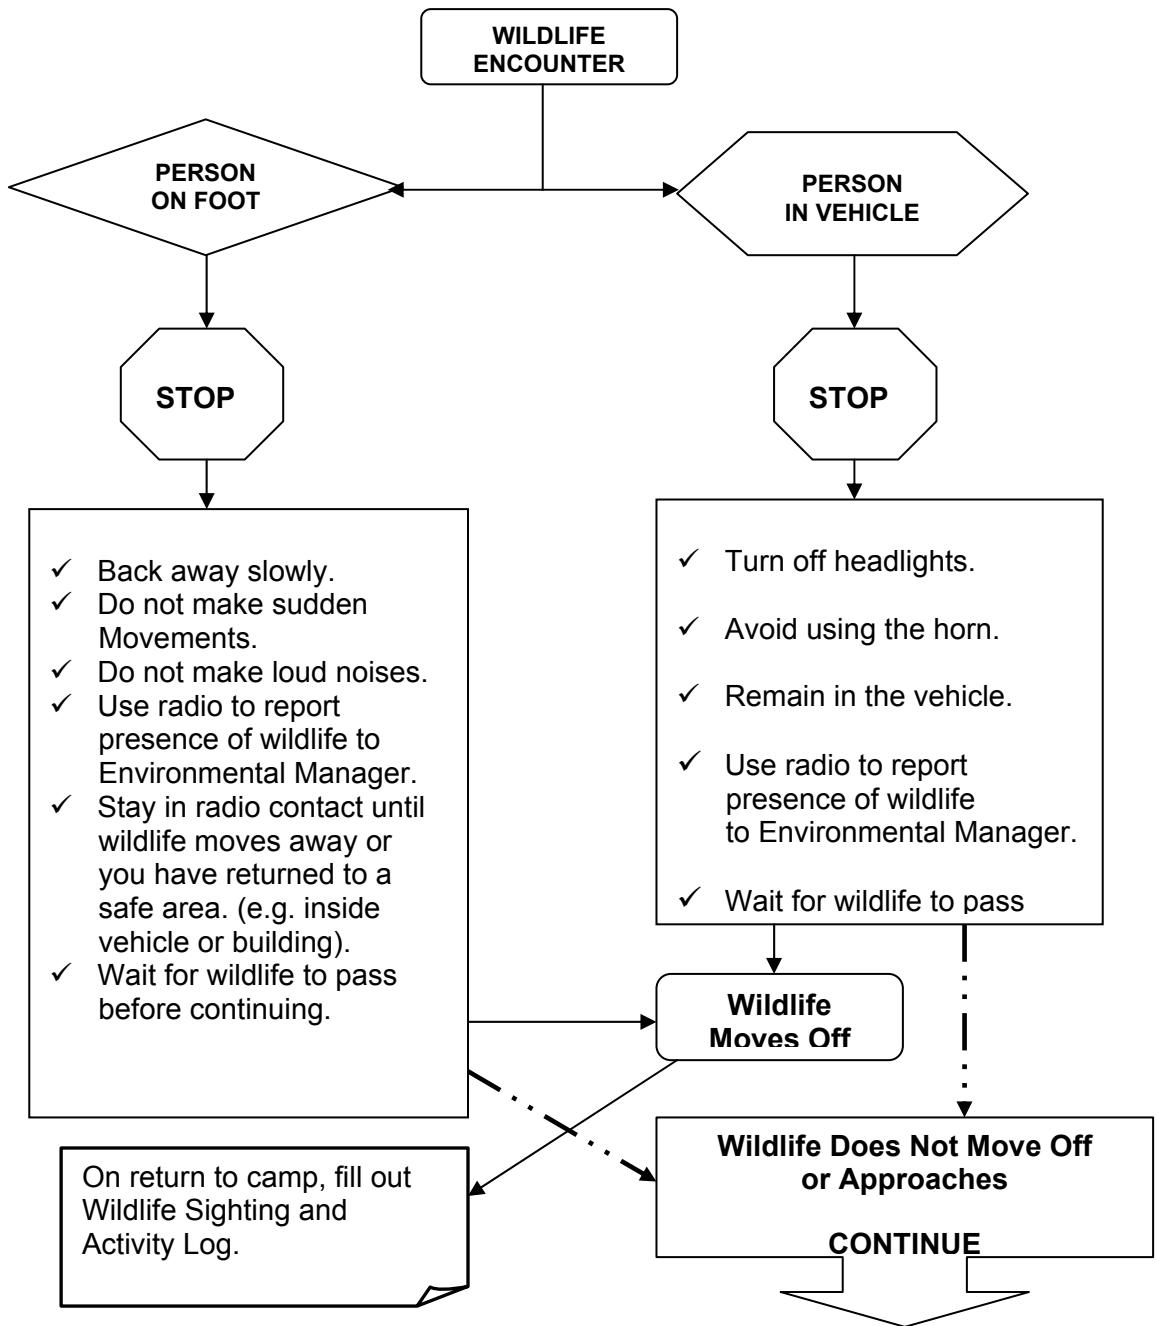 WILDLIFE
ENCOUNTER
PERSON
ON FOOT
PERSON
IN VEHICLE
STOP
STOP
✓ Back away slowly.
✓ Do not make sudden
Movements.
✓ Do not make loud noises.
✓ Use radio to report
presence of wildlife to
Environmental Manager.
✓ Stay in radio contact until
wildlife moves away or
you have returned to a
safe area. (e.g. inside
vehicle or building).
✓ Wait for wildlife to pass
before continuing.
✓ Turn off headlights.
✓ Avoid using the horn.
✓ Remain in the vehicle.
✓ Use radio to report
presence of wildlife
to Environmental Manager.
✓ Wait for wildlife to pass
Wildlife
Moves Off
On return to camp, fill out
Wildlife Sighting and
Activity Log.
Wildlife Does Not Move Off
or Approaches
CONTINUE